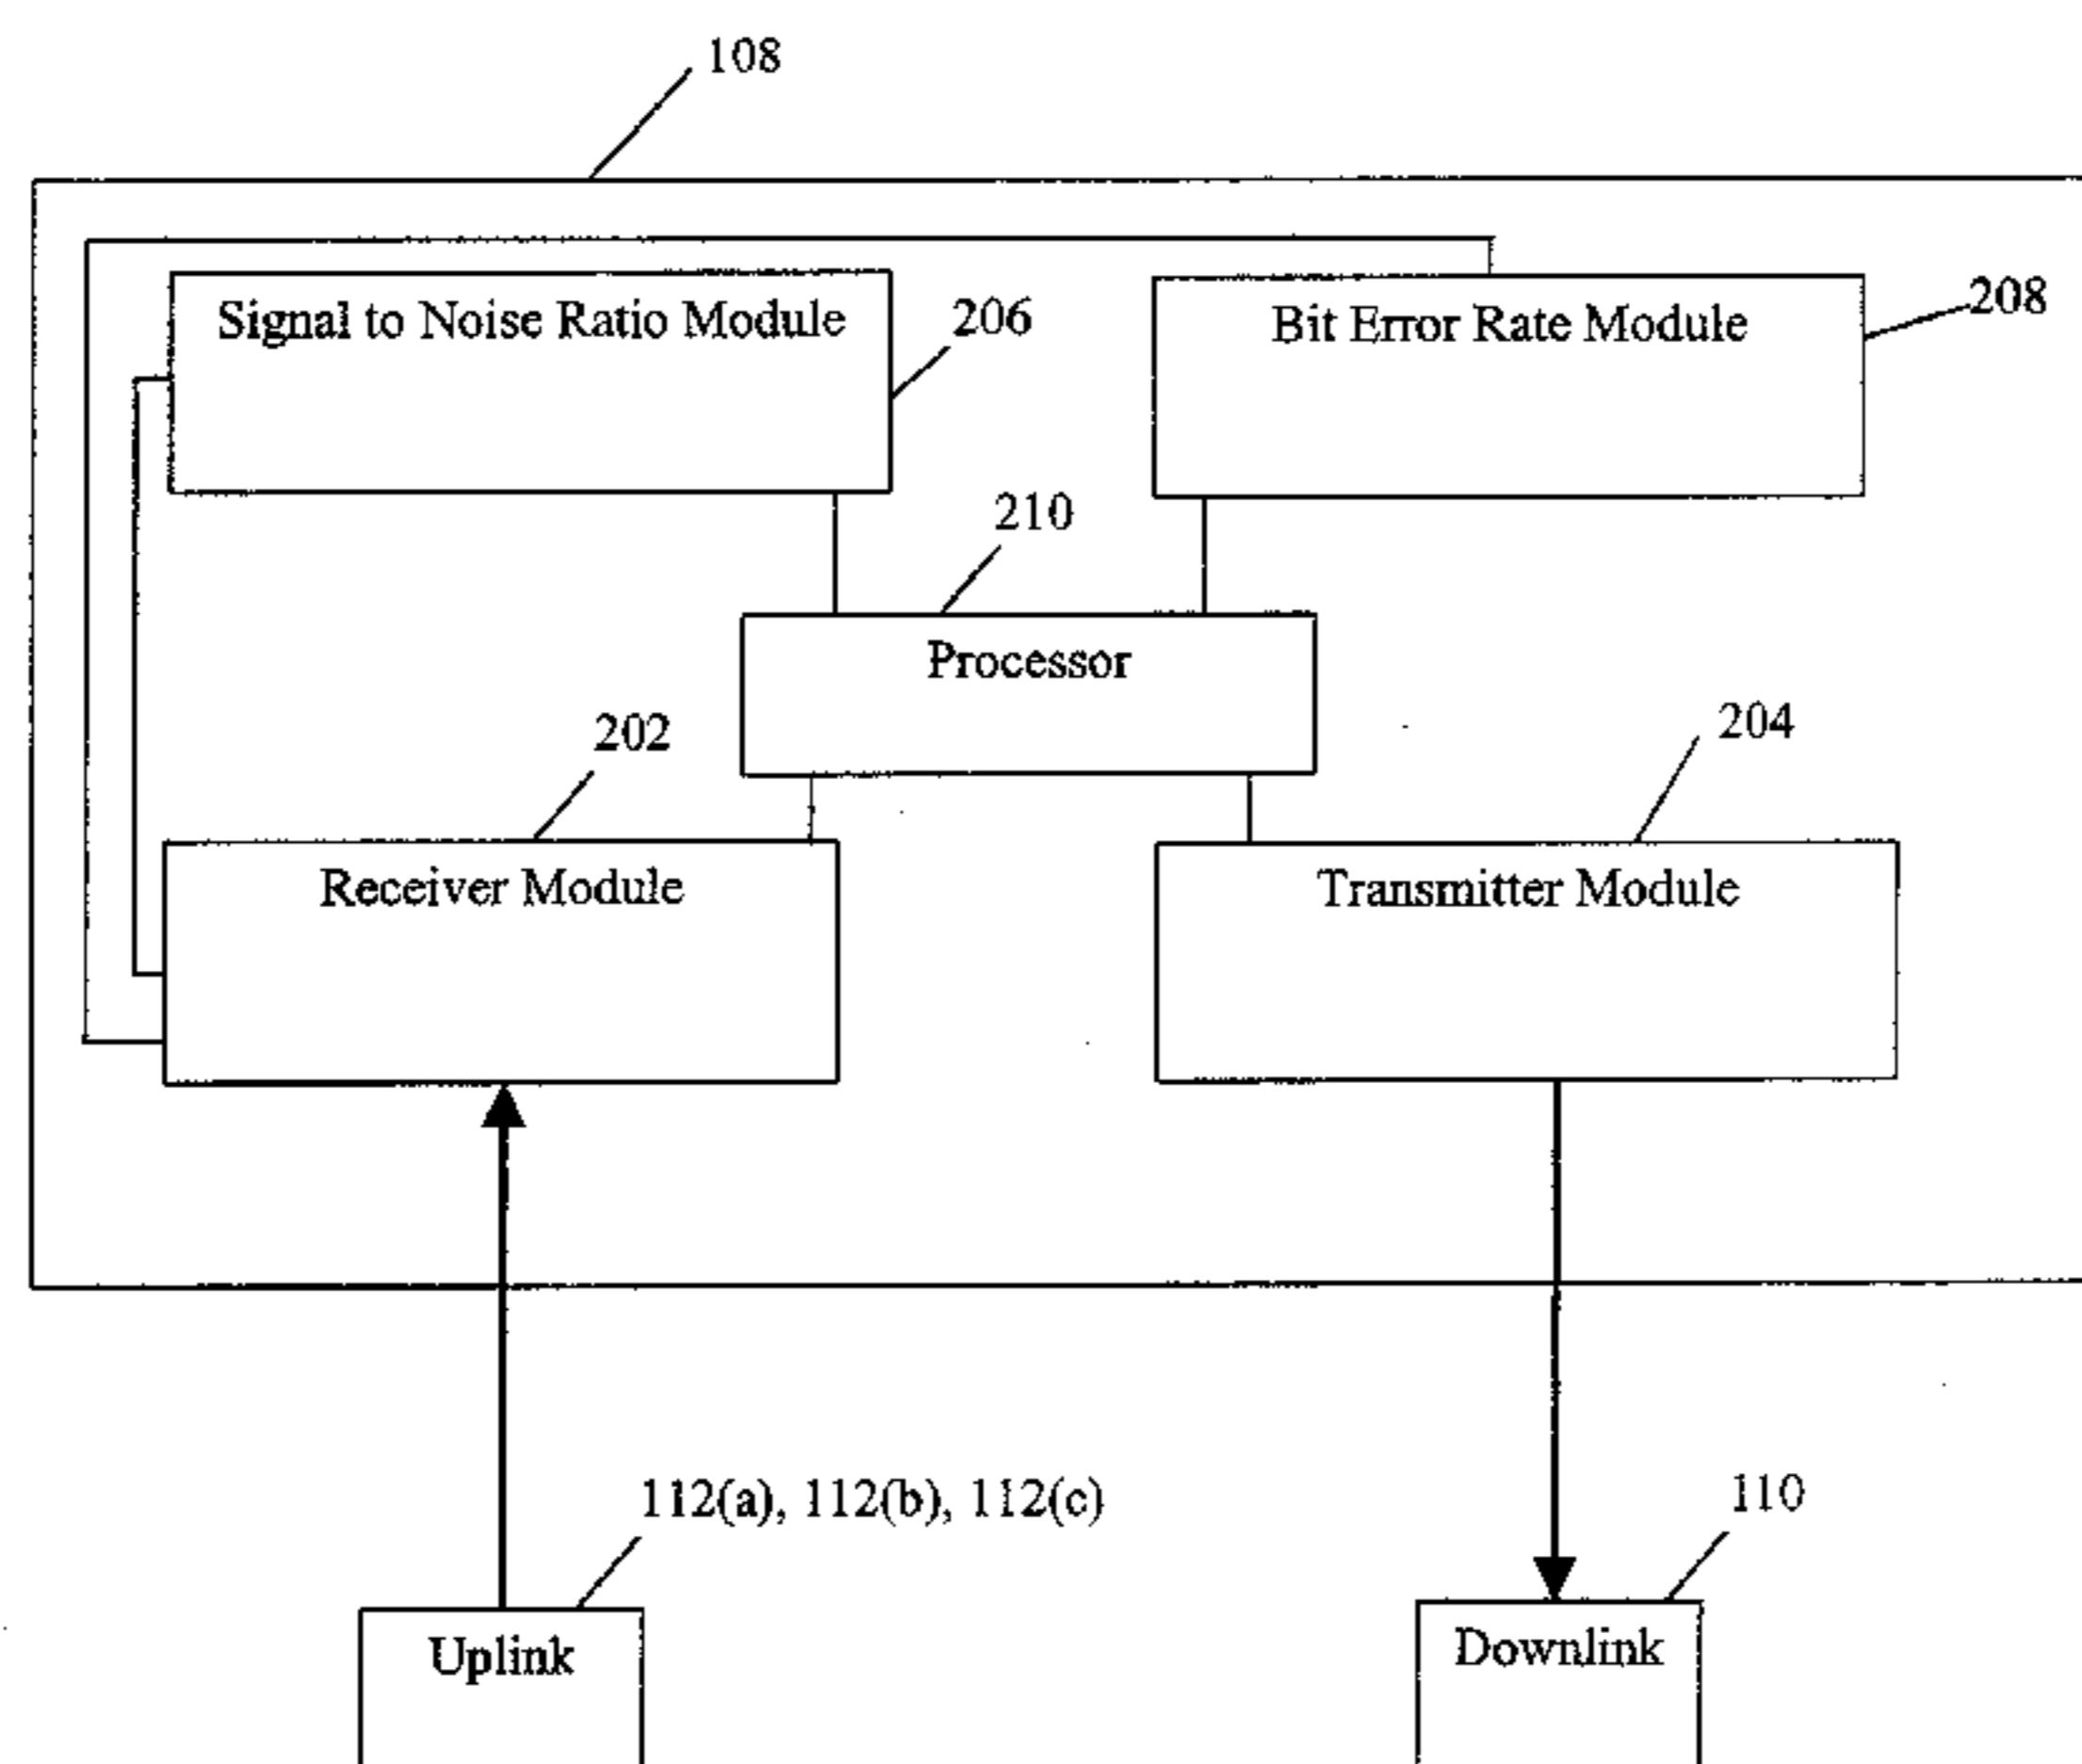 108
Signal to Noise Ratio Module
206
Bit Error Rate Module
208
210
Processor
202
204
Receiver Module
Transmitter Module
112(a), 112(b), 112(c)
110
Uplink
Downlink